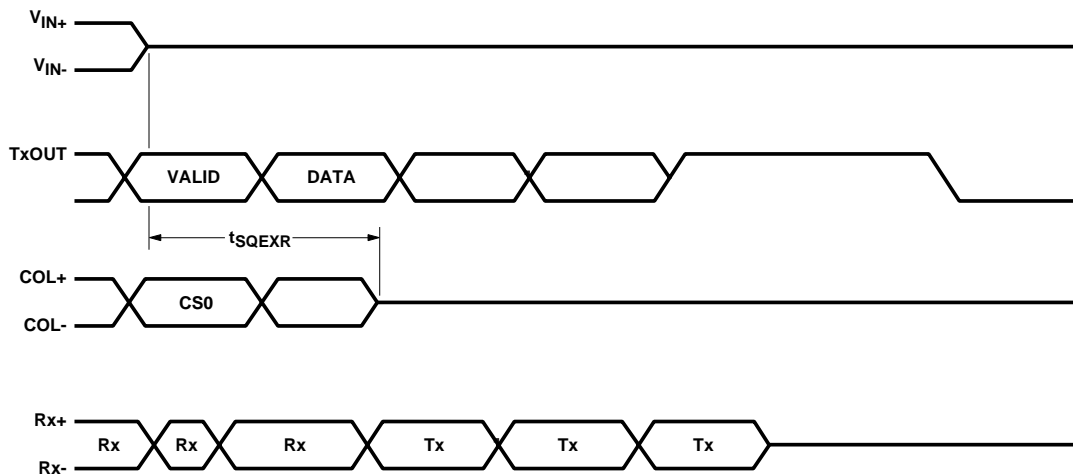 VIN+
VIN-
TxOUT
VALID DATA
tSQEXR
COL+
CS0
COL-
Rx+
Rx Rx Rx Tx Tx Tx
Rx-